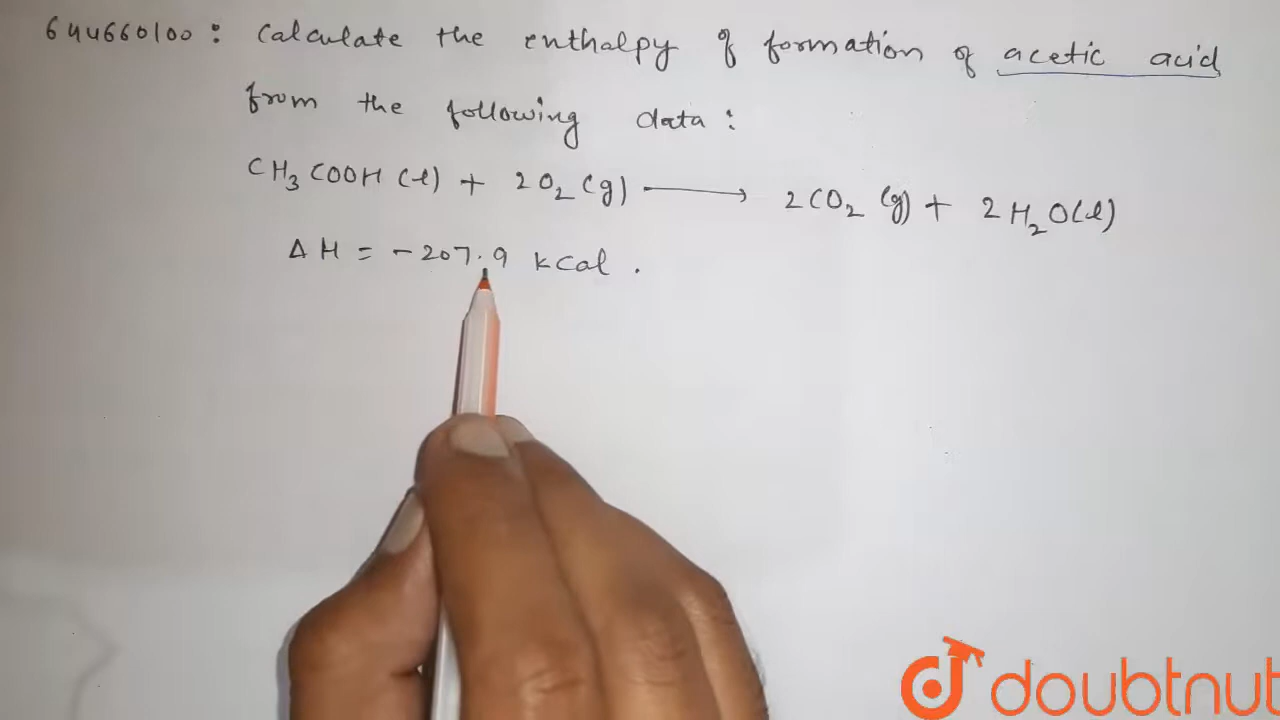 644660100: Calculate the enthalpy of formation of acetic acid
from the following data:
CH₃COOH (l) + 2O₂ (g) ⟶ 2CO₂ (g) + 2H₂O(l)
ΔH = -207.9 kCal.
doubtnut